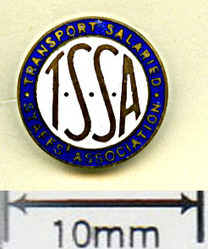 · TRANSPORT SALARIED ·
T·S·S·A
STAFFS' ASSOCIATION
10mm